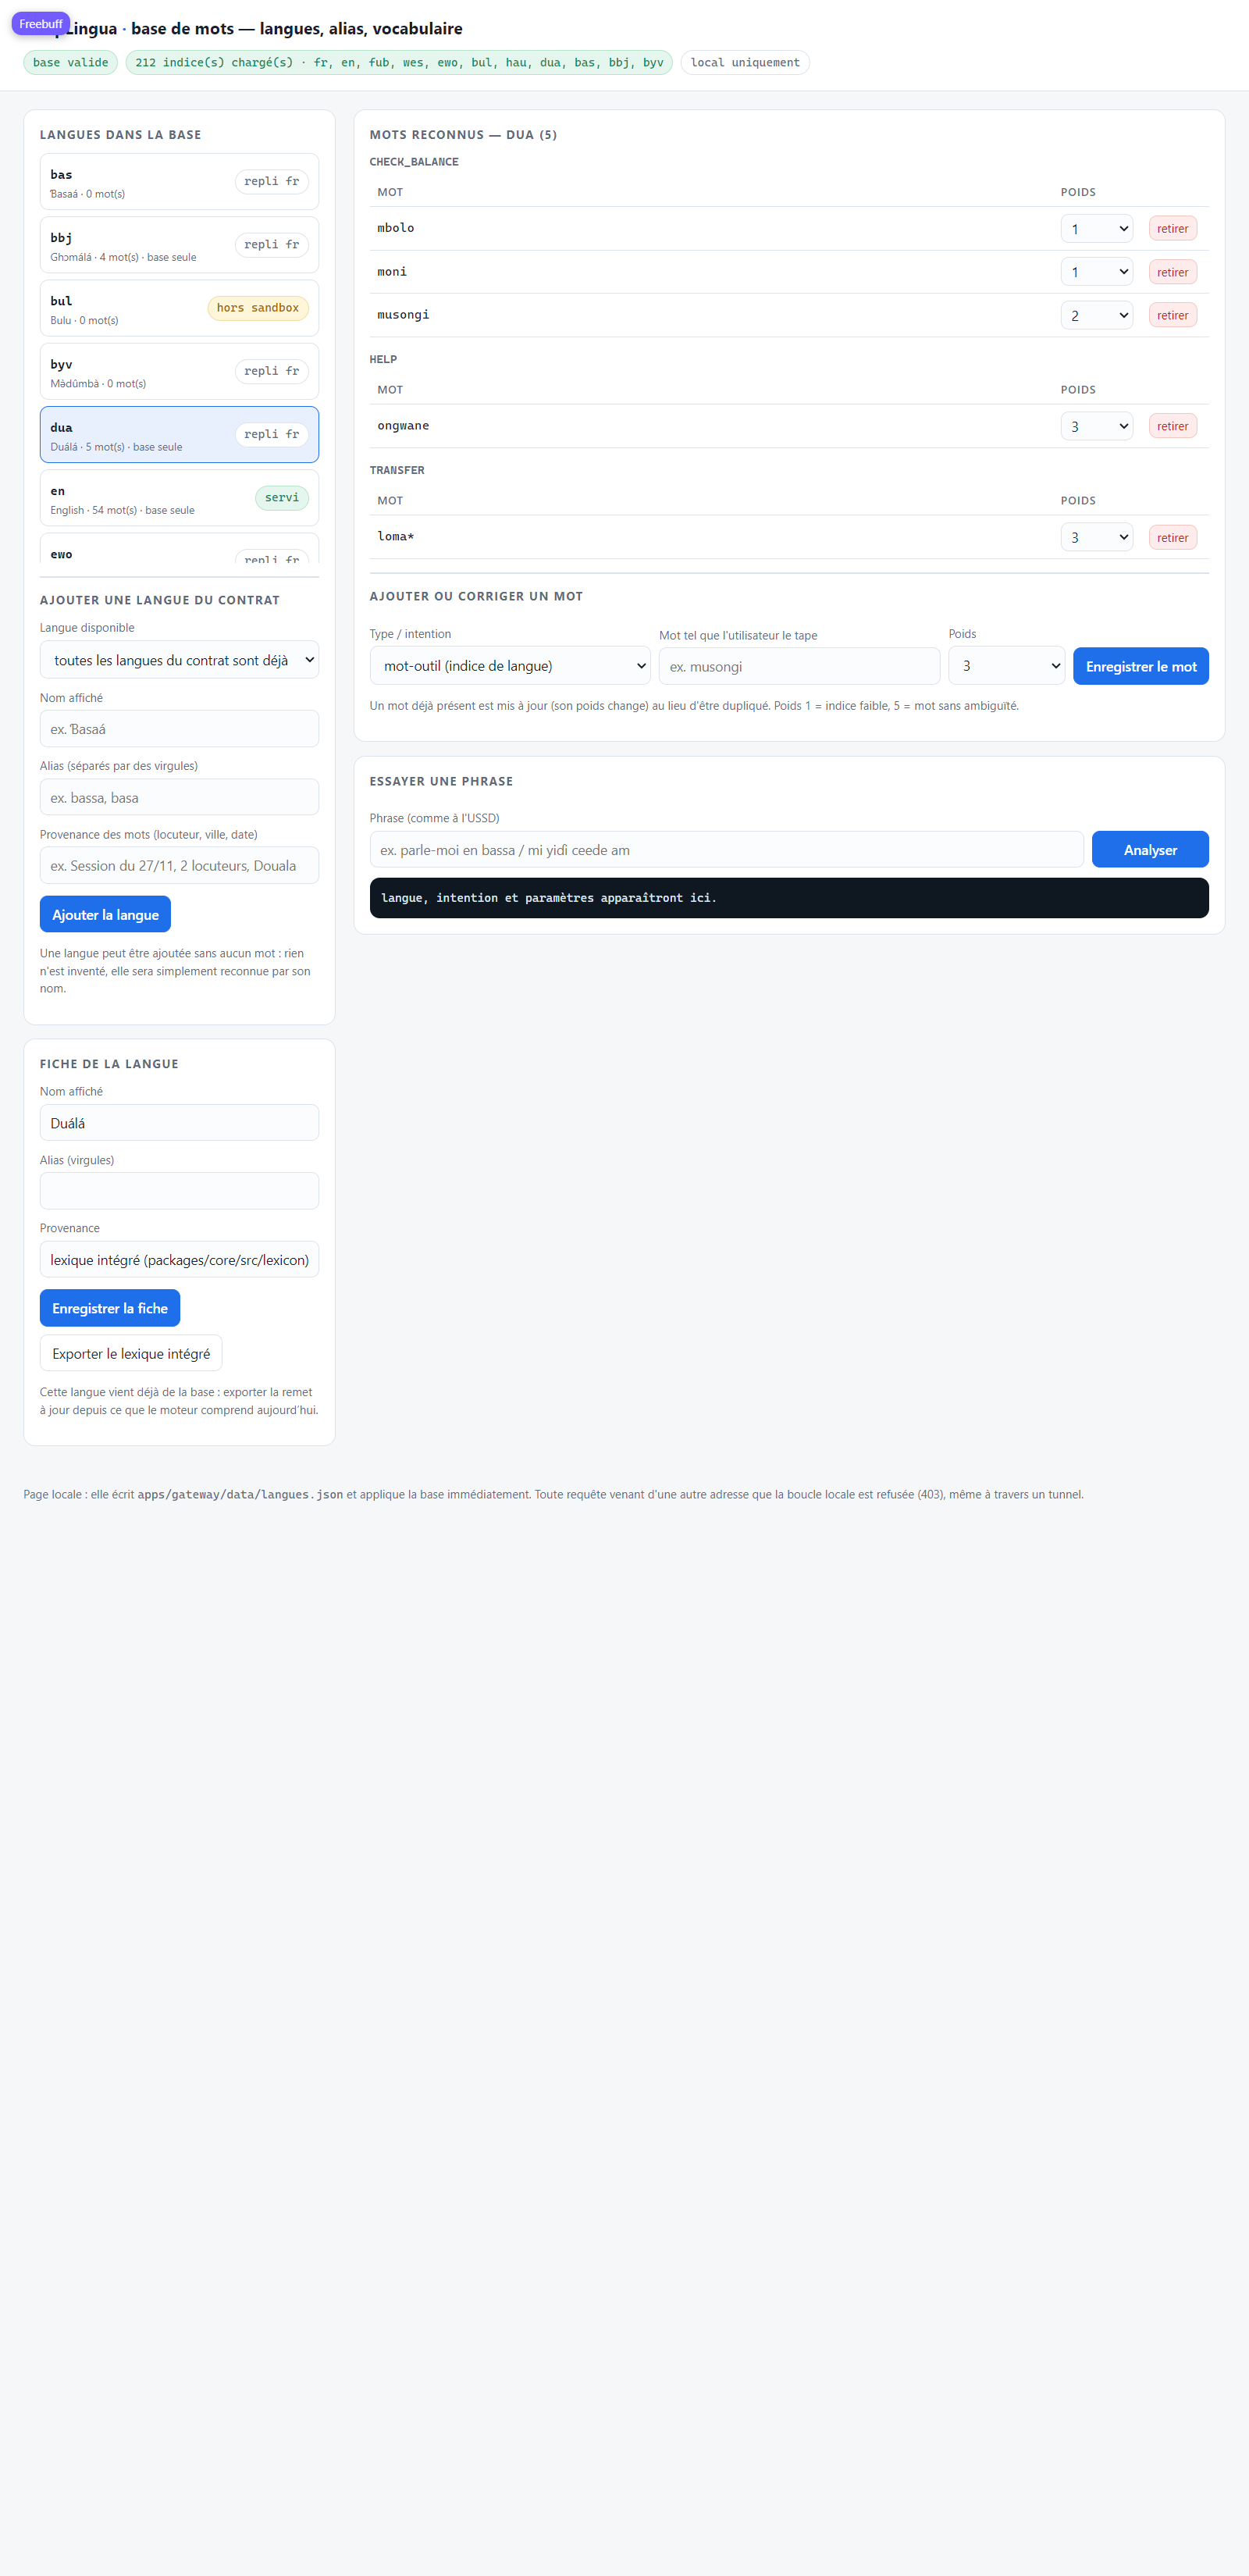 Freebuff
Lingua · base de mots — langues, alias, vocabulaire
base valide
212 indice(s) chargé(s) · fr, en, fub, wes, ewo, bul, hau, dua, bas, bbj, byv
local uniquement
LANGUES DANS LA BASE
bas
Ɓasaá · 0 mot(s)
repli fr
bbj
Ghɔmálá · 4 mot(s) · base seule
repli fr
bul
Bulu · 0 mot(s)
hors sandbox
byv
Mə̀dʉ̂mbɑ̀ · 0 mot(s)
repli fr
dua
Duálá · 5 mot(s) · base seule
repli fr
en
English · 54 mot(s) · base seule
servi
ewo
repli fr
AJOUTER UNE LANGUE DU CONTRAT
Langue disponible
toutes les langues du contrat sont déjà
Nom affiché
ex. Ɓasaá
Alias (séparés par des virgules)
ex. bassa, basa
Provenance des mots (locuteur, ville, date)
ex. Session du 27/11, 2 locuteurs, Douala
Ajouter la langue
Une langue peut être ajoutée sans aucun mot : rien
n'est inventé, elle sera simplement reconnue par son
nom.
FICHE DE LA LANGUE
Nom affiché
Duálá
Alias (virgules)
Provenance
lexique intégré (packages/core/src/lexicon)
Enregistrer la fiche
Exporter le lexique intégré
Cette langue vient déjà de la base : exporter la remet
à jour depuis ce que le moteur comprend aujourd'hui.
MOTS RECONNUS — DUA (5)
CHECK_BALANCE
MOT POIDS
mbolo 1 retirer
moni 1 retirer
musongi 2 retirer
HELP
MOT POIDS
ongwane 3 retirer
TRANSFER
MOT POIDS
loma* 3 retirer
AJOUTER OU CORRIGER UN MOT
Type / intention
mot-outil (indice de langue)
Mot tel que l'utilisateur le tape
ex. musongi
Poids
3
Enregistrer le mot
Un mot déjà présent est mis à jour (son poids change) au lieu d'être dupliqué. Poids 1 = indice faible, 5 = mot sans ambiguïté.
ESSAYER UNE PHRASE
Phrase (comme à l'USSD)
ex. parle-moi en bassa / mi yidi ceede am
Analyser
langue, intention et paramètres apparaîtront ici.
Page locale : elle écrit apps/gateway/data/langues.json et applique la base immédiatement. Toute requête venant d'une autre adresse que la boucle locale est refusée (403), même à travers un tunnel.